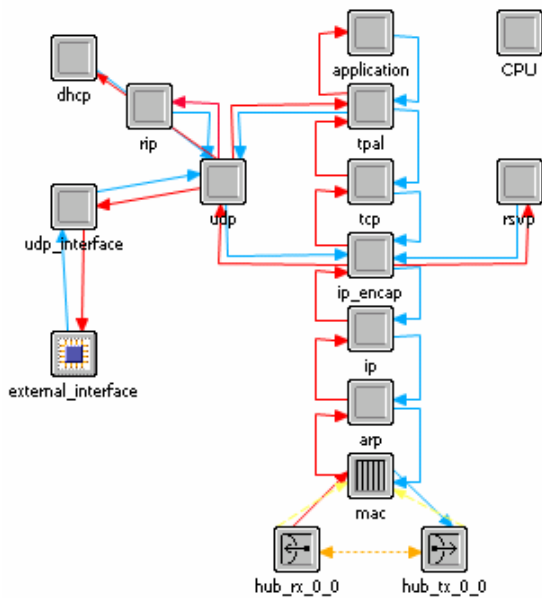 application
CPU
dhcp
rip
tpal
udp
tcp
rsvp
udp_interface
ip_encap
external_interface
ip
arp
mac
hub_rx_0_0
hub_tx_0_0